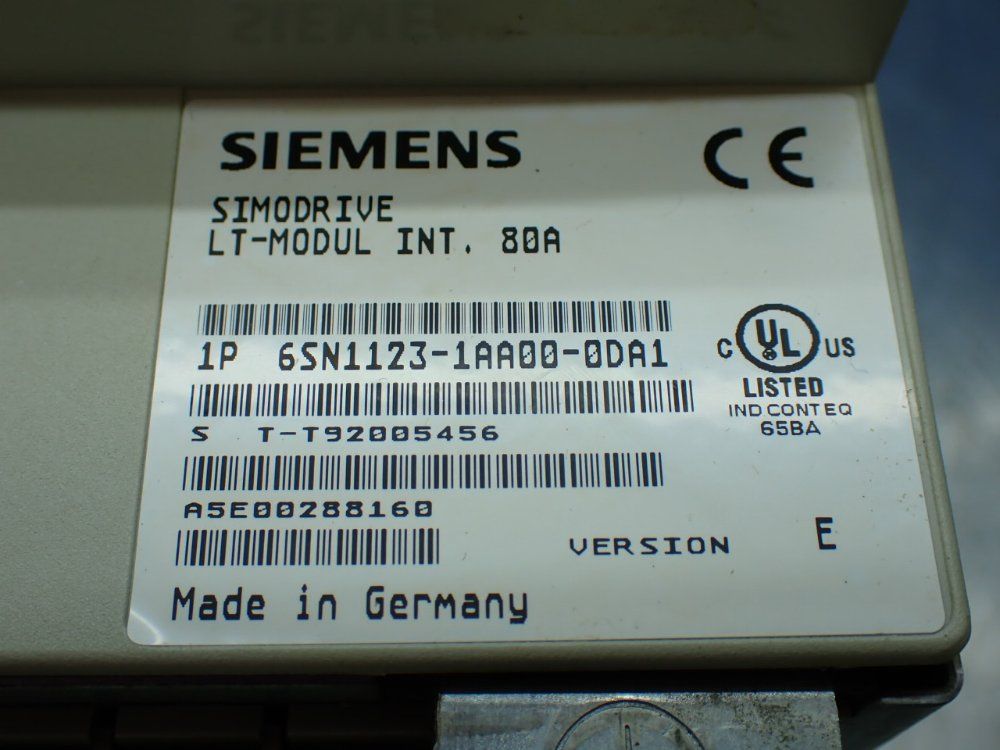 SIEMENS
SIMODRIVE
LT-MODUL INT. 80A
CE
1P 6SN1123-1AA00-0DA1
C UL US
LISTED
IND CONT EQ
65BA
S T-T92005456
A5E00288160
VERSION E
Made in Germany